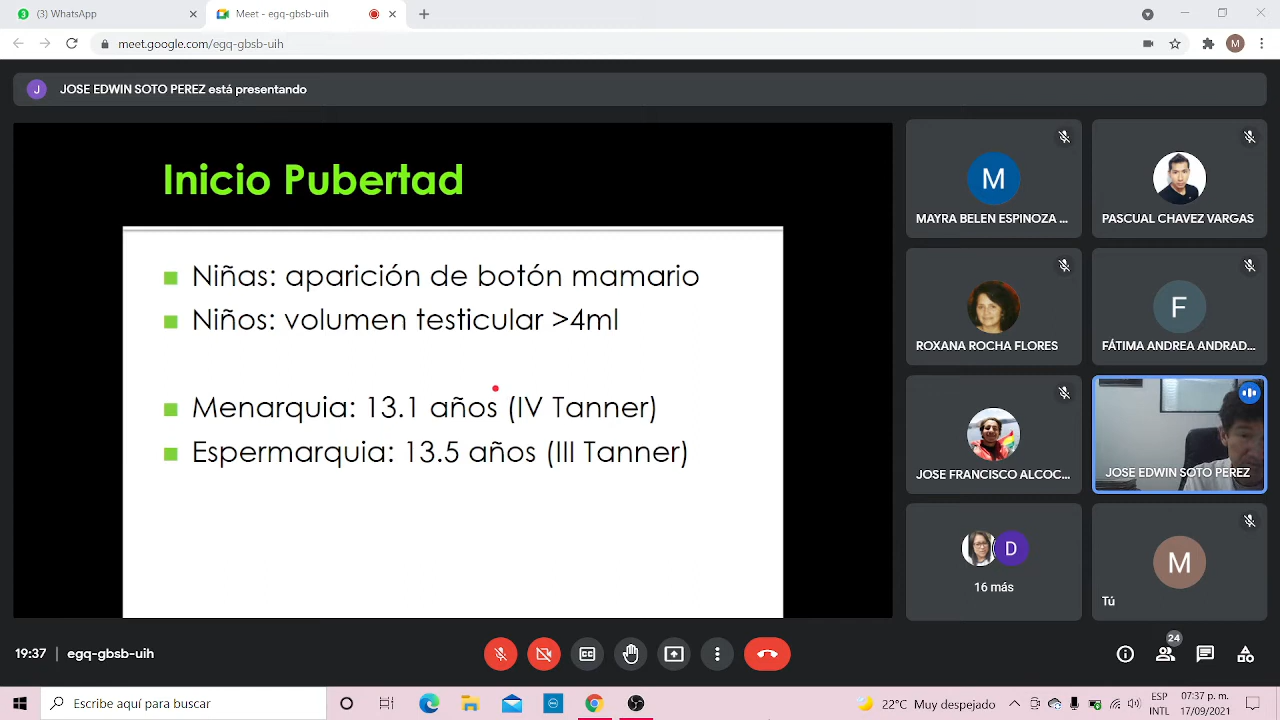 (3) WhatsApp
Meet - egq-gbsb-uih
meet.google.com/egq-gbsb-uih
M
J JOSE EDWIN SOTO PEREZ está presentando
Inicio Pubertad
Niñas: aparición de botón mamario
Niños: volumen testicular >4ml
Menarquia: 13.1 años (IV Tanner)
Espermarquia: 13.5 años (III Tanner)
M
MAYRA BELEN ESPINOZA ...
PASCUAL CHAVEZ VARGAS
ROXANA ROCHA FLORES
F
FÁTIMA ANDREA ANDRAD...
JOSE FRANCISCO ALCOC...
JOSE EDWIN SOTO PEREZ
D
16 más
M
Tú
19:37 | egq-gbsb-uih
24
Escribe aquí para buscar
22°C Muy despejado
ESP
INTL
07:37 p. m.
17/09/2021